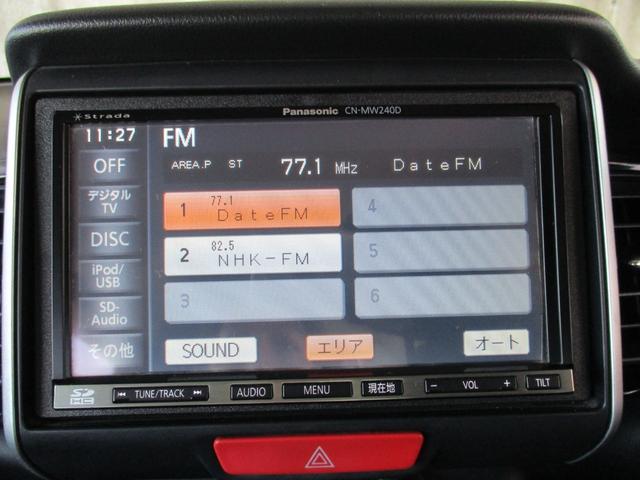 Strada
Panasonic CN-MW240D
11:27
FM
AREA.P ST 77.1 MHz DateFM
OFF
デジタル
TV
DISC
iPod/
USB
SD-
Audio
その他
1 77.1 DateFM
2 82.5 NHK-FM
3
4
5
6
SOUND
エリア
オート
SD
HC
TUNE/TRACK
AUDIO
MENU
現在地
− VOL +
TILT